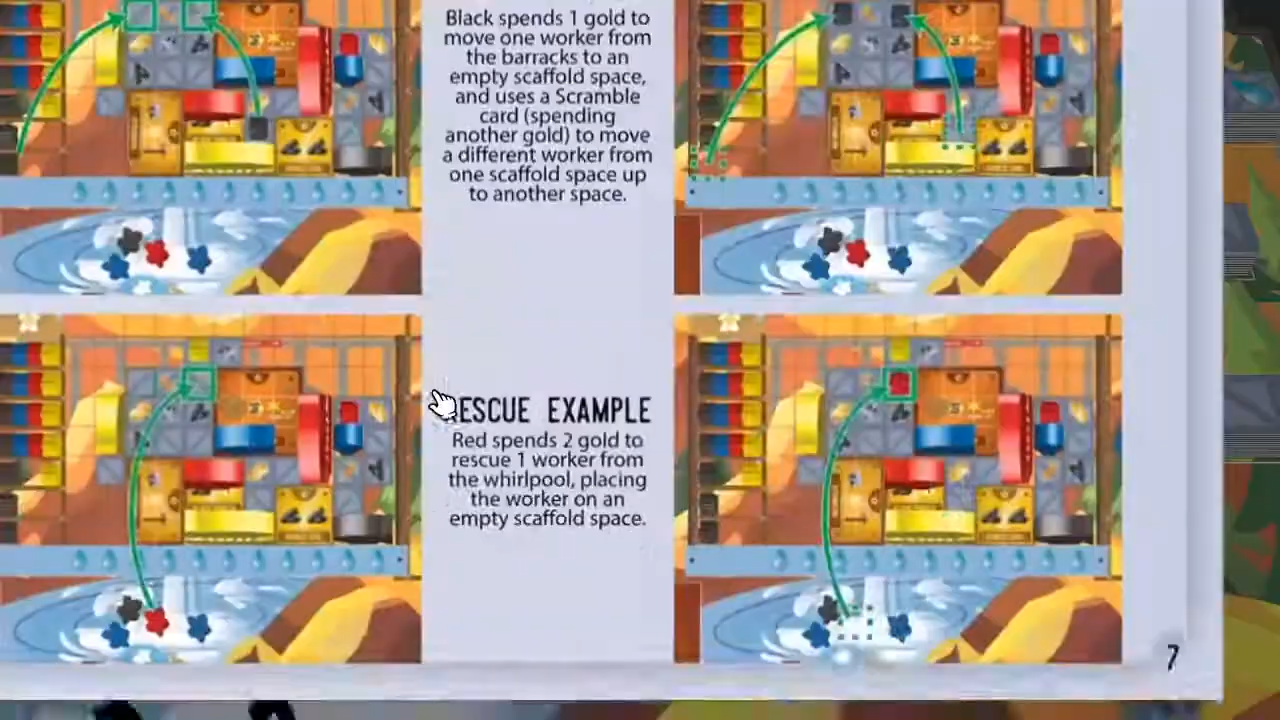 Black spends 1 gold to
move one worker from
the barracks to an
empty scaffold space,
and uses a Scramble
card (spending
another gold) to move
a different worker from
one scaffold space up
to another space.
RESCUE EXAMPLE
Red spends 2 gold to
rescue 1 worker from
the whirlpool, placing
the worker on an
empty scaffold space.
7